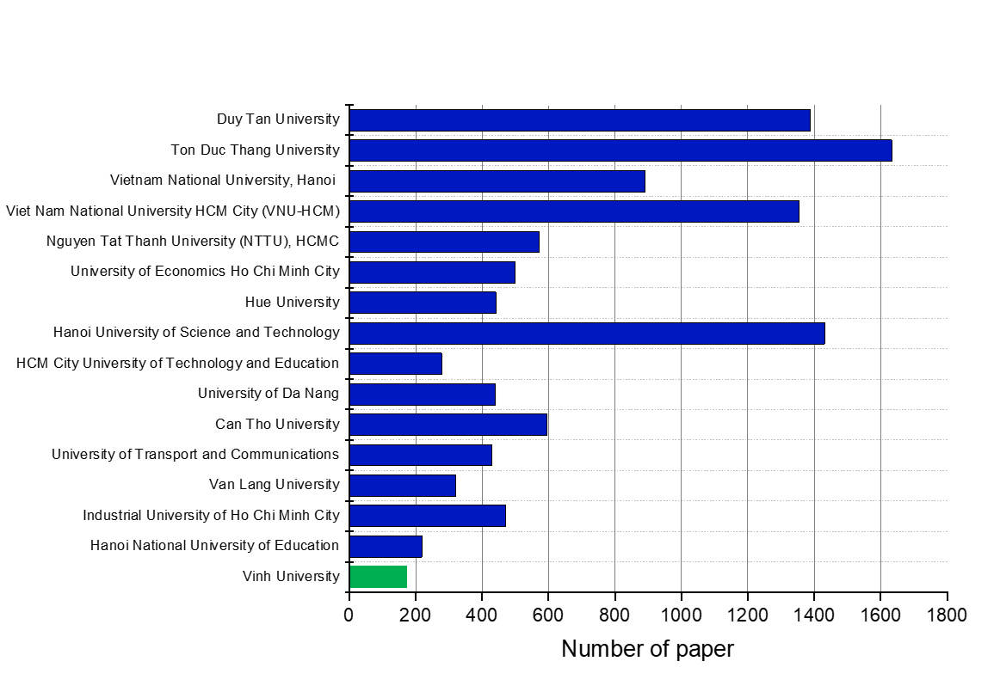 Duy Tan University
Ton Duc Thang University
Vietnam National University, Hanoi
Viet Nam National University HCM City (VNU-HCM)
Nguyen Tat Thanh University (NTTU), HCMC
University of Economics Ho Chi Minh City
Hue University
Hanoi University of Science and Technology
HCM City University of Technology and Education
University of Da Nang
Can Tho University
University of Transport and Communications
Van Lang University
Industrial University of Ho Chi Minh City
Hanoi National University of Education
Vinh University
0 200 400 600 800 1000 1200 1400 1600 1800
Number of paper